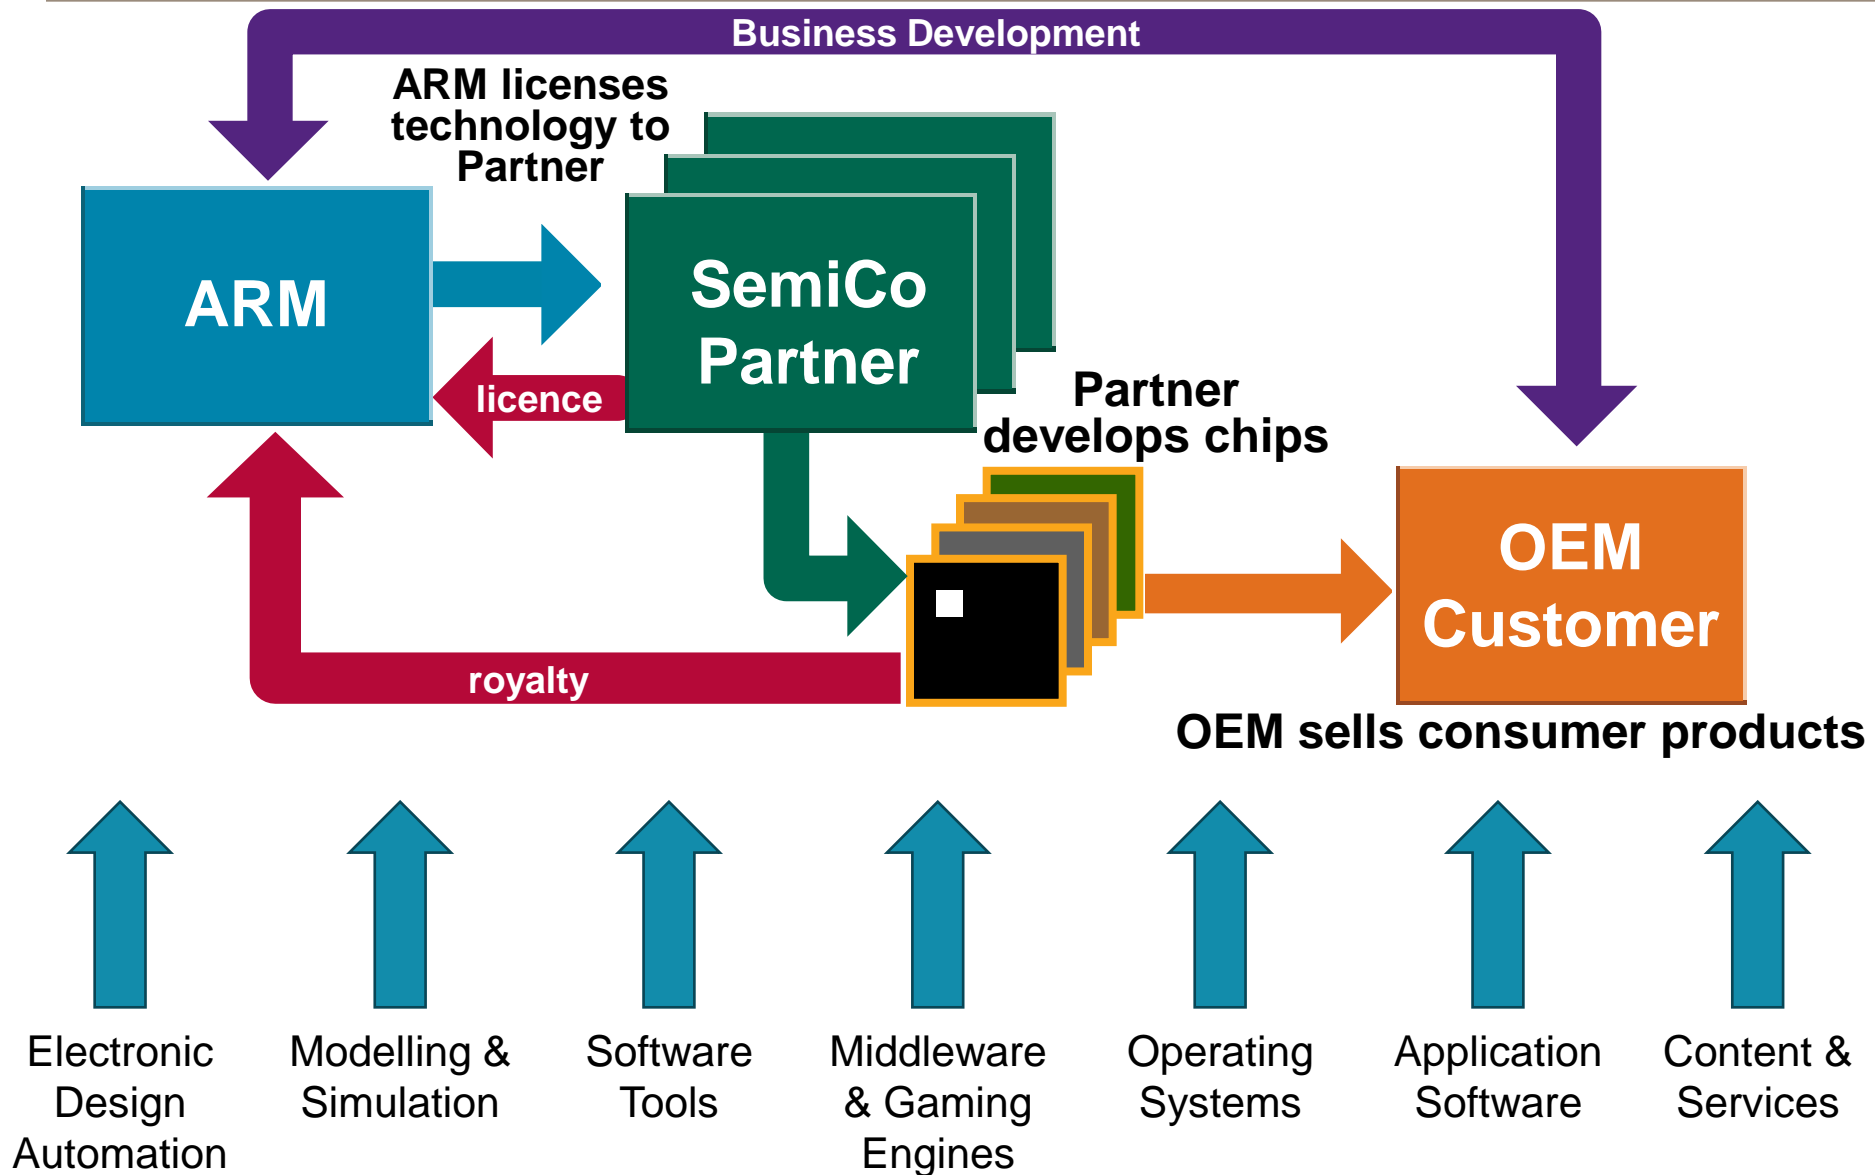 Business Development
ARM licenses
technology to
Partner
ARM
SemiCo
Partner
licence
Partner
develops chips
OEM
Customer
royalty
OEM sells consumer products
Electronic
Design
Automation
Modelling &
Simulation
Software
Tools
Middleware
& Gaming
Engines
Operating
Systems
Application
Software
Content &
Services